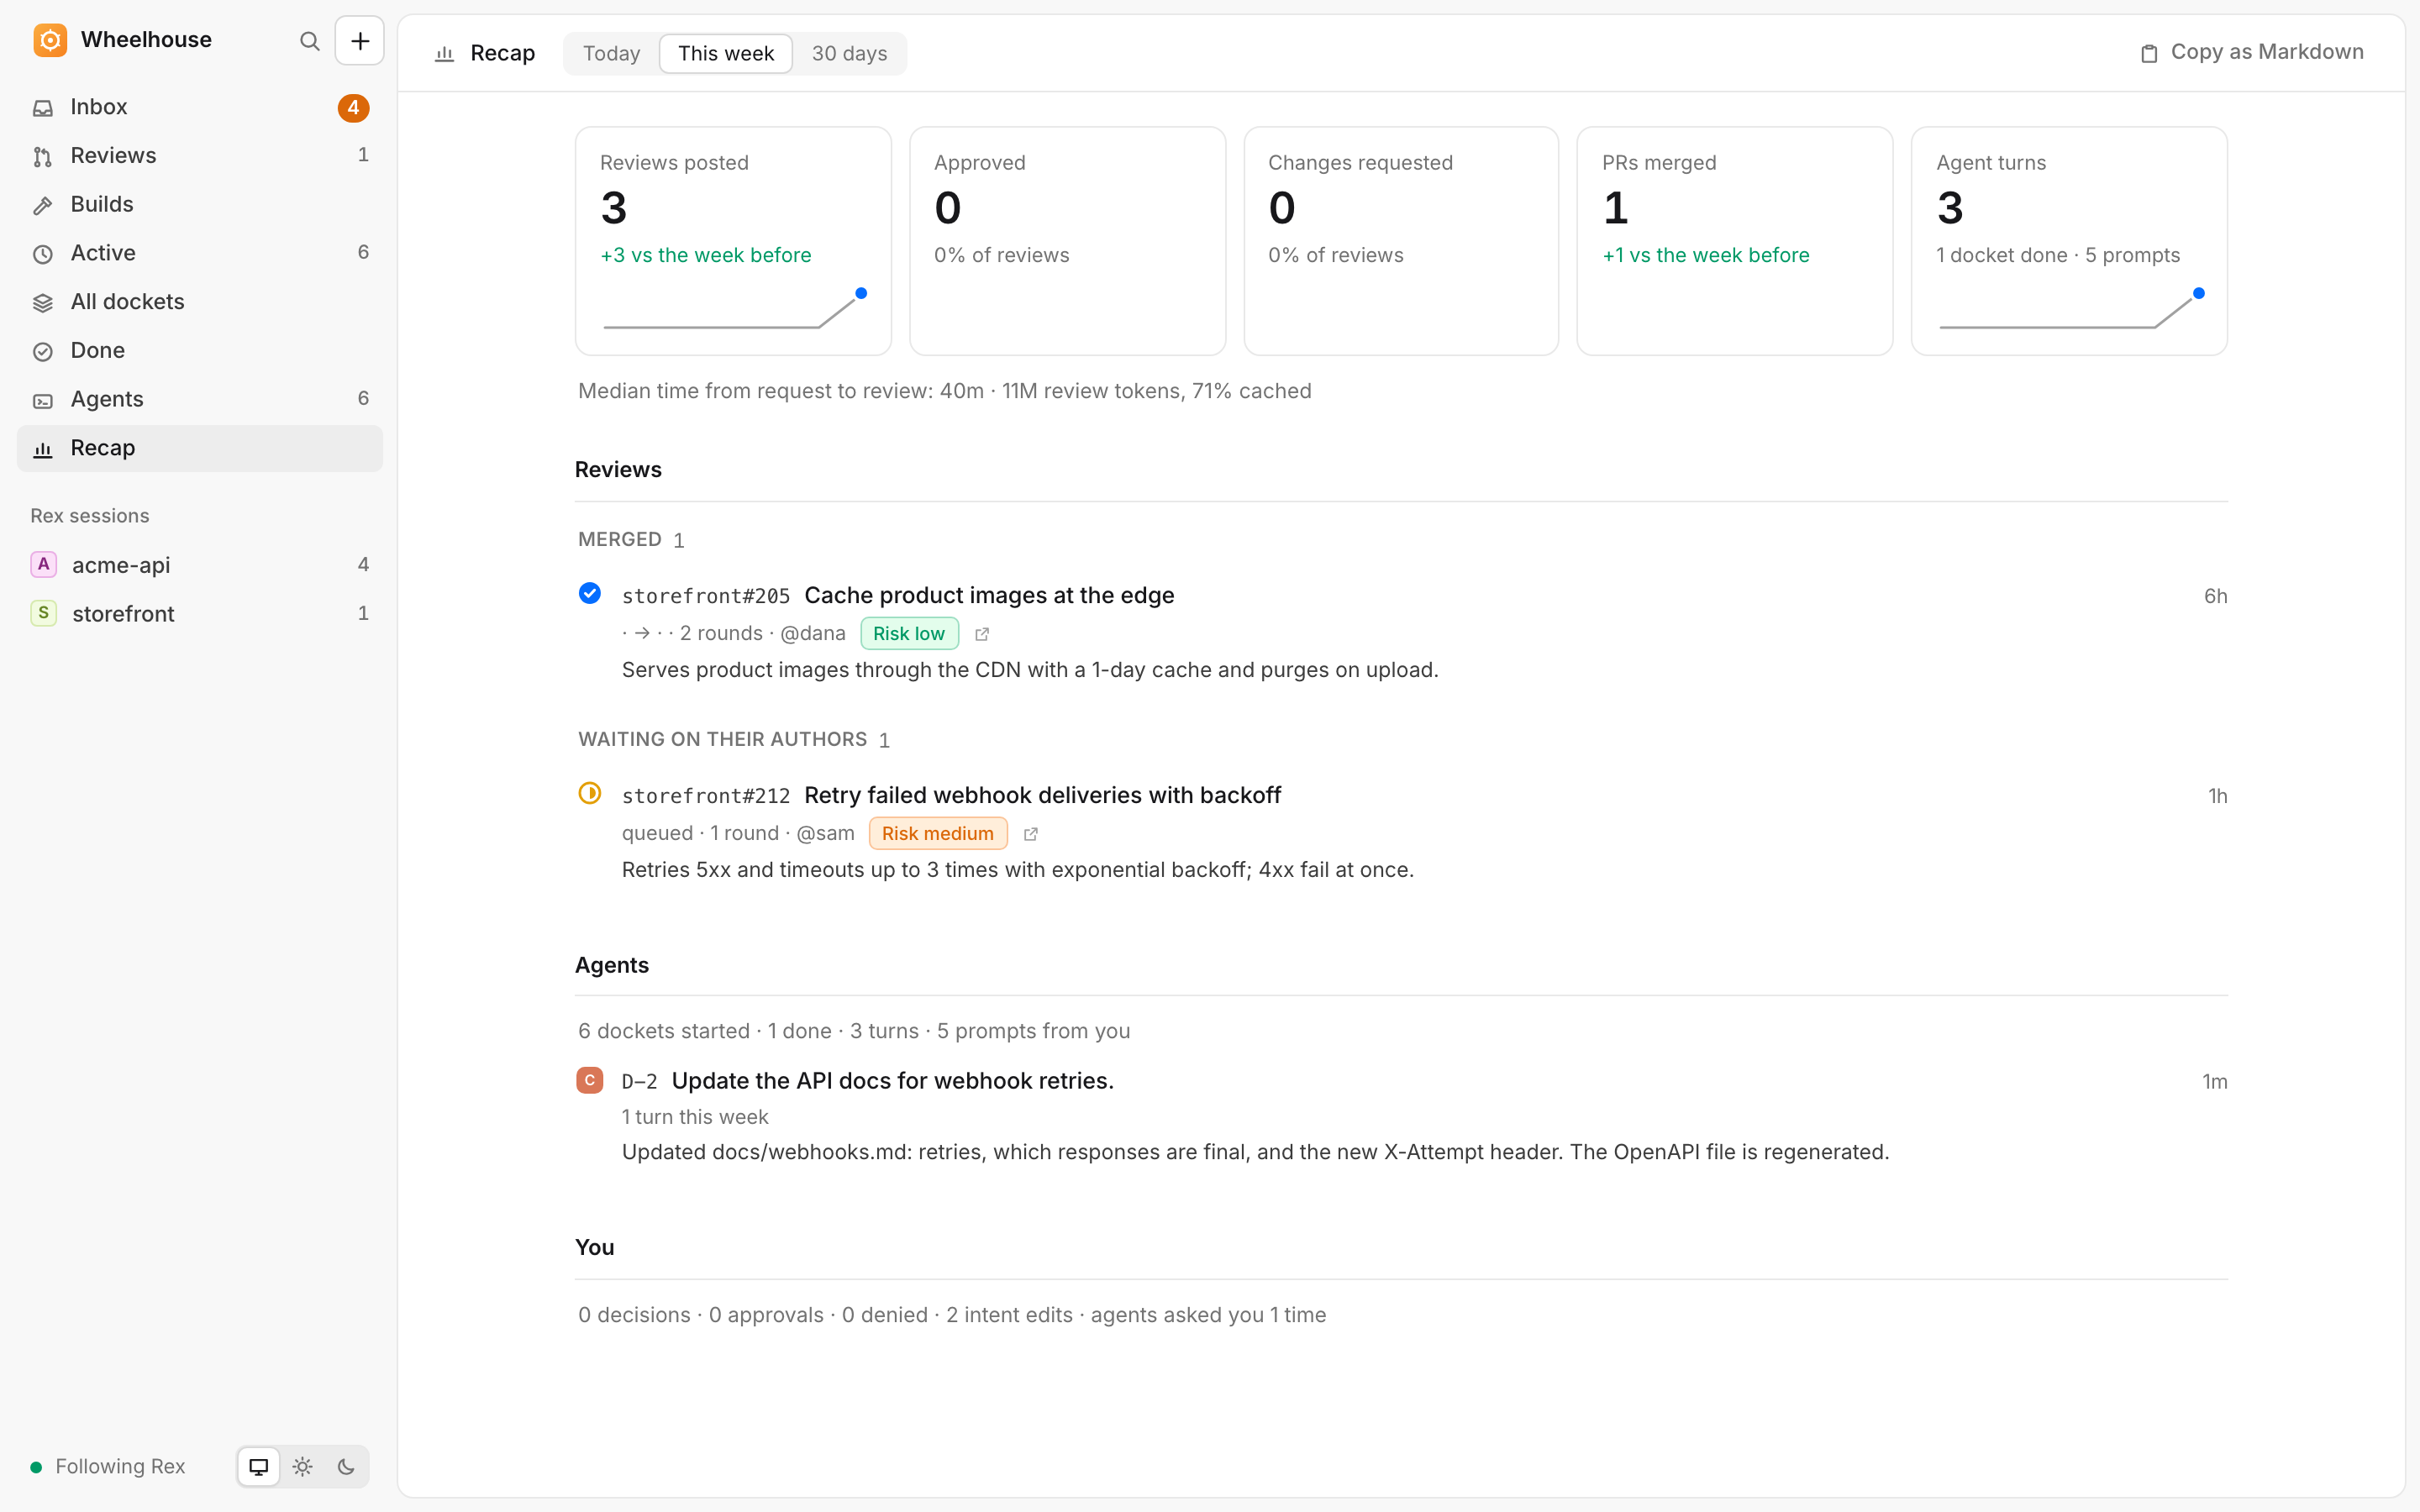 Wheelhouse
Inbox 4
Reviews 1
Builds
Active 6
All dockets
Done
Agents 6
Recap
Rex sessions
A acme-api 4
S storefront 1
Following Rex
Recap Today This week 30 days Copy as Markdown
Reviews posted
3
+3 vs the week before
Approved
0
0% of reviews
Changes requested
0
0% of reviews
PRs merged
1
+1 vs the week before
Agent turns
3
1 docket done · 5 prompts
Median time from request to review: 40m · 11M review tokens, 71% cached
Reviews
MERGED 1
storefront#205 Cache product images at the edge 6h
· → · · 2 rounds · @dana Risk low
Serves product images through the CDN with a 1-day cache and purges on upload.
WAITING ON THEIR AUTHORS 1
storefront#212 Retry failed webhook deliveries with backoff 1h
queued · 1 round · @sam Risk medium
Retries 5xx and timeouts up to 3 times with exponential backoff; 4xx fail at once.
Agents
6 dockets started · 1 done · 3 turns · 5 prompts from you
C D-2 Update the API docs for webhook retries. 1m
1 turn this week
Updated docs/webhooks.md: retries, which responses are final, and the new X-Attempt header. The OpenAPI file is regenerated.
You
0 decisions · 0 approvals · 0 denied · 2 intent edits · agents asked you 1 time